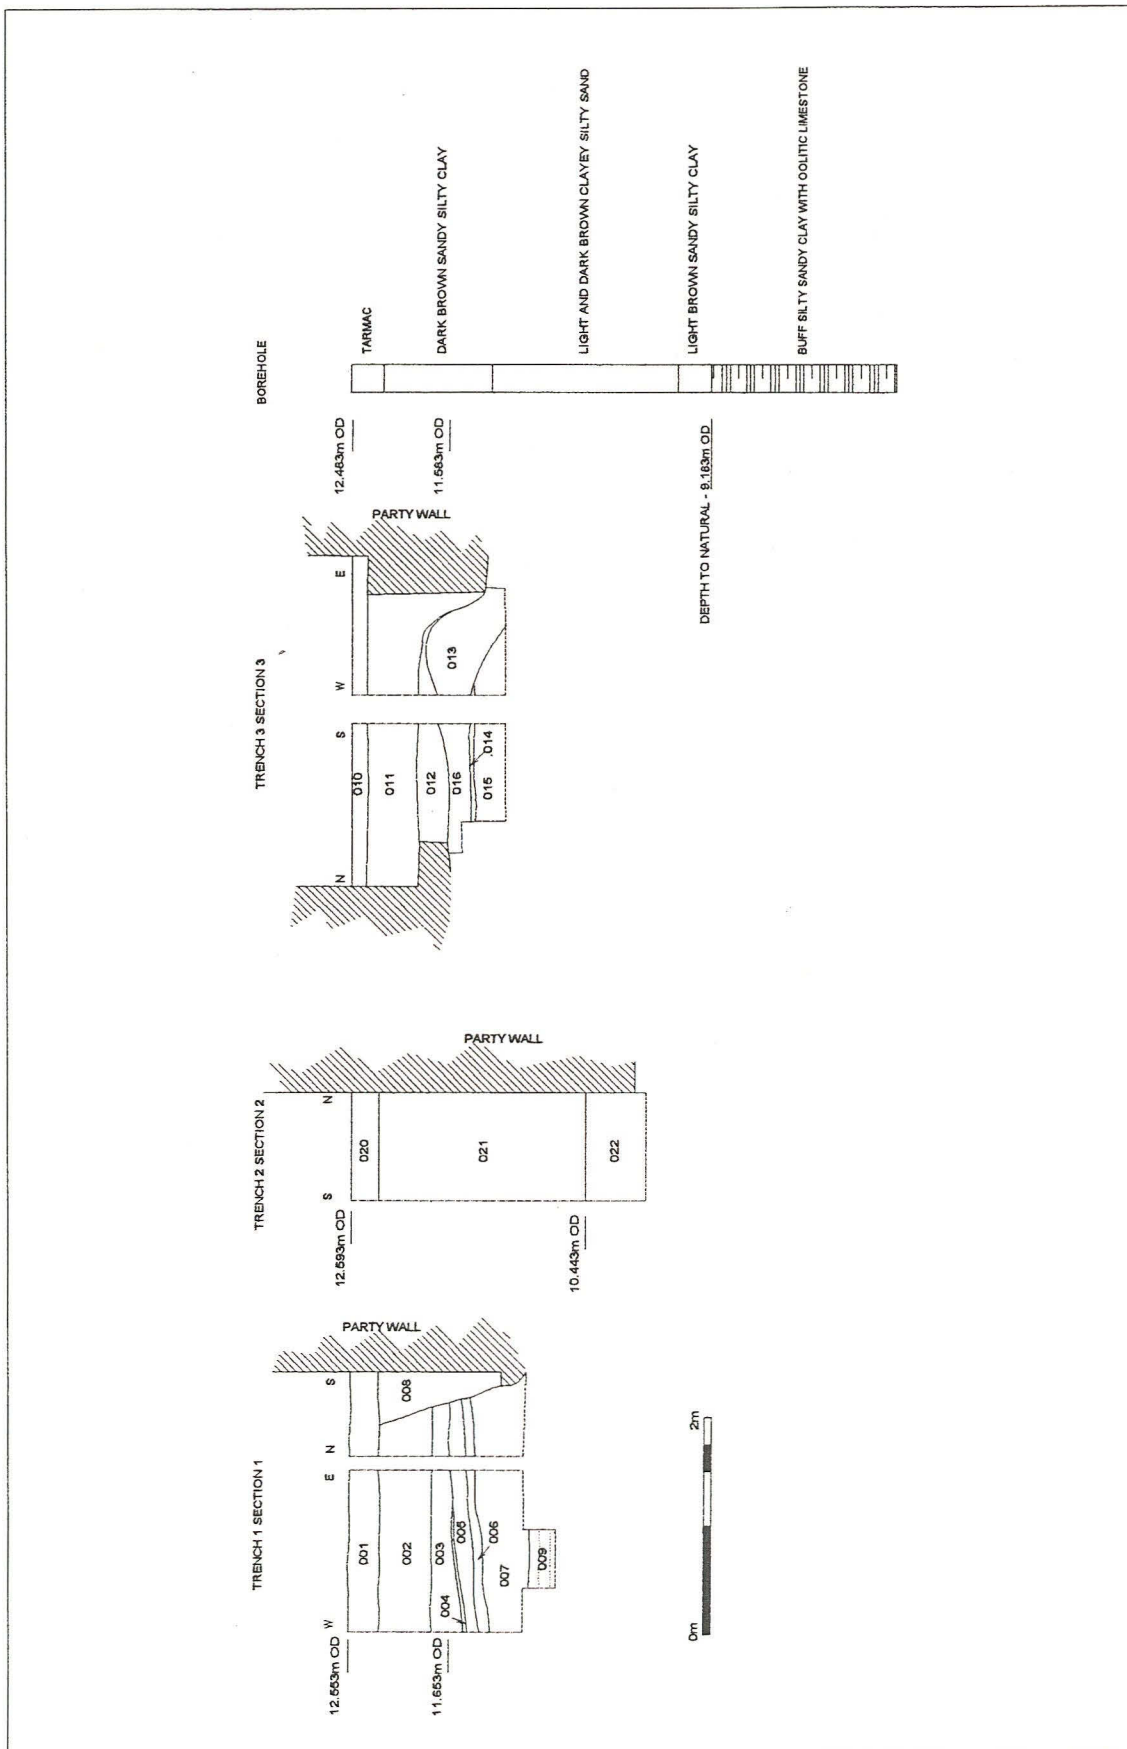 TRENCH 1 SECTION 1
W
E
N
S
PARTY WALL
12.553m OD
11.653m OD
001
002
003
004
005
006
007
008
009
TRENCH 2 SECTION 2
S
N
PARTY WALL
12.593m OD
10.443m OD
020
021
022
TRENCH 3 SECTION 3
N
S
W
E
PARTY WALL
010
011
012
016
.014
015
013
BOREHOLE
12.483m OD
11.583m OD
DEPTH TO NATURAL - 9.183m OD
TARMAC
DARK BROWN SANDY SILTY CLAY
LIGHT AND DARK BROWN CLAYEY SILTY SAND
LIGHT BROWN SANDY SILTY CLAY
BUFF SILTY SANDY CLAY WITH OOLITIC LIMESTONE
0m
2m